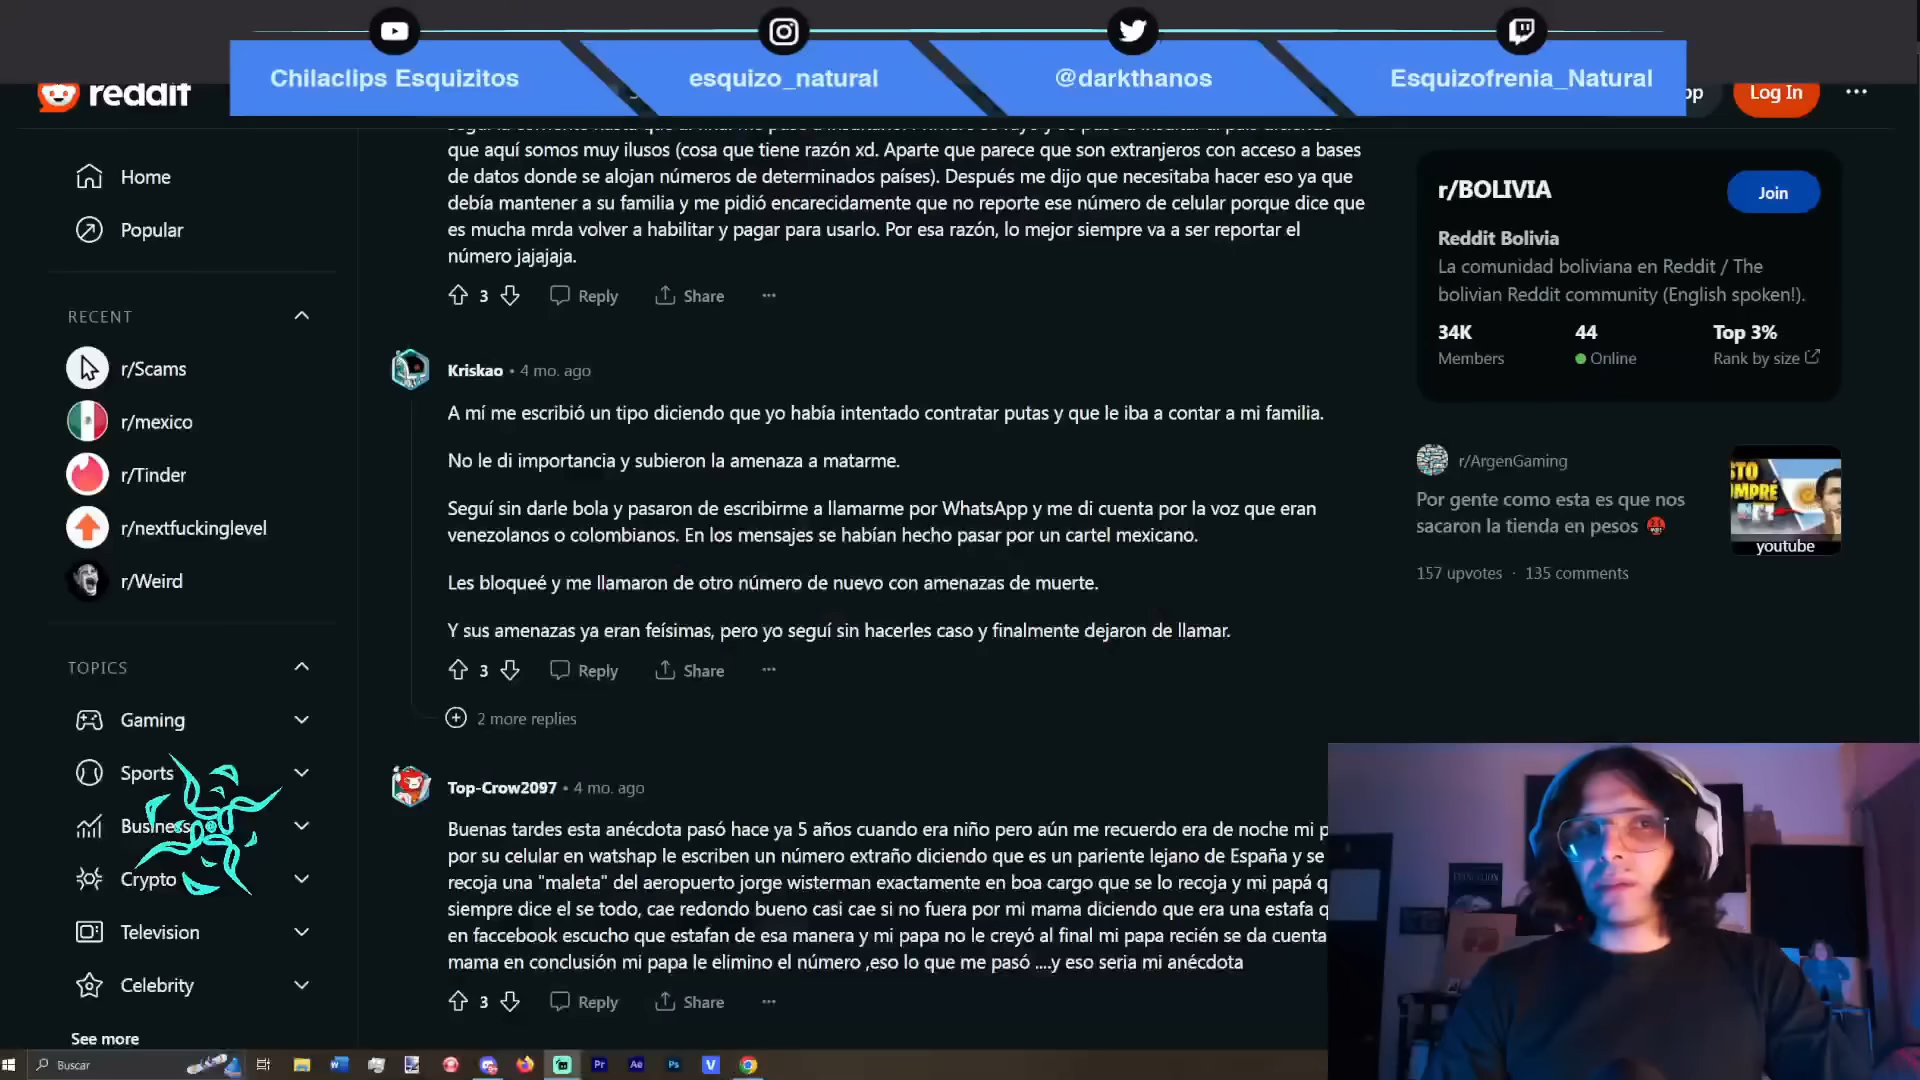 Chilaclips Esquizitos
esquizo_natural
@darkthanos
Esquizofrenia_Natural
reddit
Log In
Home
Popular
RECENT
r/Scams
r/mexico
r/Tinder
r/nextfuckinglevel
r/Weird
TOPICS
Gaming
Sports
Business
Crypto
Television
Celebrity
See more
que aquí somos muy ilusos (cosa que tiene razón xd. Aparte que parece que son extranjeros con acceso a bases
de datos donde se alojan números de determinados países). Después me dijo que necesitaba hacer eso ya que
debía mantener a su familia y me pidió encarecidamente que no reporte ese número de celular porque dice que
es mucha mrda volver a habilitar y pagar para usarlo. Por esa razón, lo mejor siempre va a ser reportar el
número jajajaja.
3 Reply Share
Kriskao • 4 mo. ago
A mí me escribió un tipo diciendo que yo había intentado contratar putas y que le iba a contar a mi familia.
No le di importancia y subieron la amenaza a matarme.
Seguí sin darle bola y pasaron de escribirme a llamarme por WhatsApp y me di cuenta por la voz que eran
venezolanos o colombianos. En los mensajes se habían hecho pasar por un cartel mexicano.
Les bloqueé y me llamaron de otro número de nuevo con amenazas de muerte.
Y sus amenazas ya eran feísimas, pero yo seguí sin hacerles caso y finalmente dejaron de llamar.
3 Reply Share
2 more replies
Top-Crow2097 • 4 mo. ago
Buenas tardes esta anécdota pasó hace ya 5 años cuando era niño pero aún me recuerdo era de noche mi p
por su celular en watshap le escriben un número extraño diciendo que es un pariente lejano de España y se
recoja una "maleta" del aeropuerto jorge wisterman exactamente en boa cargo que se lo recoja y mi papá q
siempre dice el se todo, cae redondo bueno casi cae si no fuera por mi mama diciendo que era una estafa q
en faccebook escucho que estafan de esa manera y mi papa no le creyó al final mi papa recién se da cuenta
mama en conclusión mi papa le elimino el número ,eso lo que me pasó ....y eso seria mi anécdota
3 Reply Share
r/BOLIVIA
Join
Reddit Bolivia
La comunidad boliviana en Reddit / The
bolivian Reddit community (English spoken!).
34K 44 Top 3%
Members Online Rank by size
r/ArgenGaming
Por gente como esta es que nos
sacaron la tienda en pesos
youtube
157 upvotes · 135 comments
Buscar
Pr
Ae
Ps